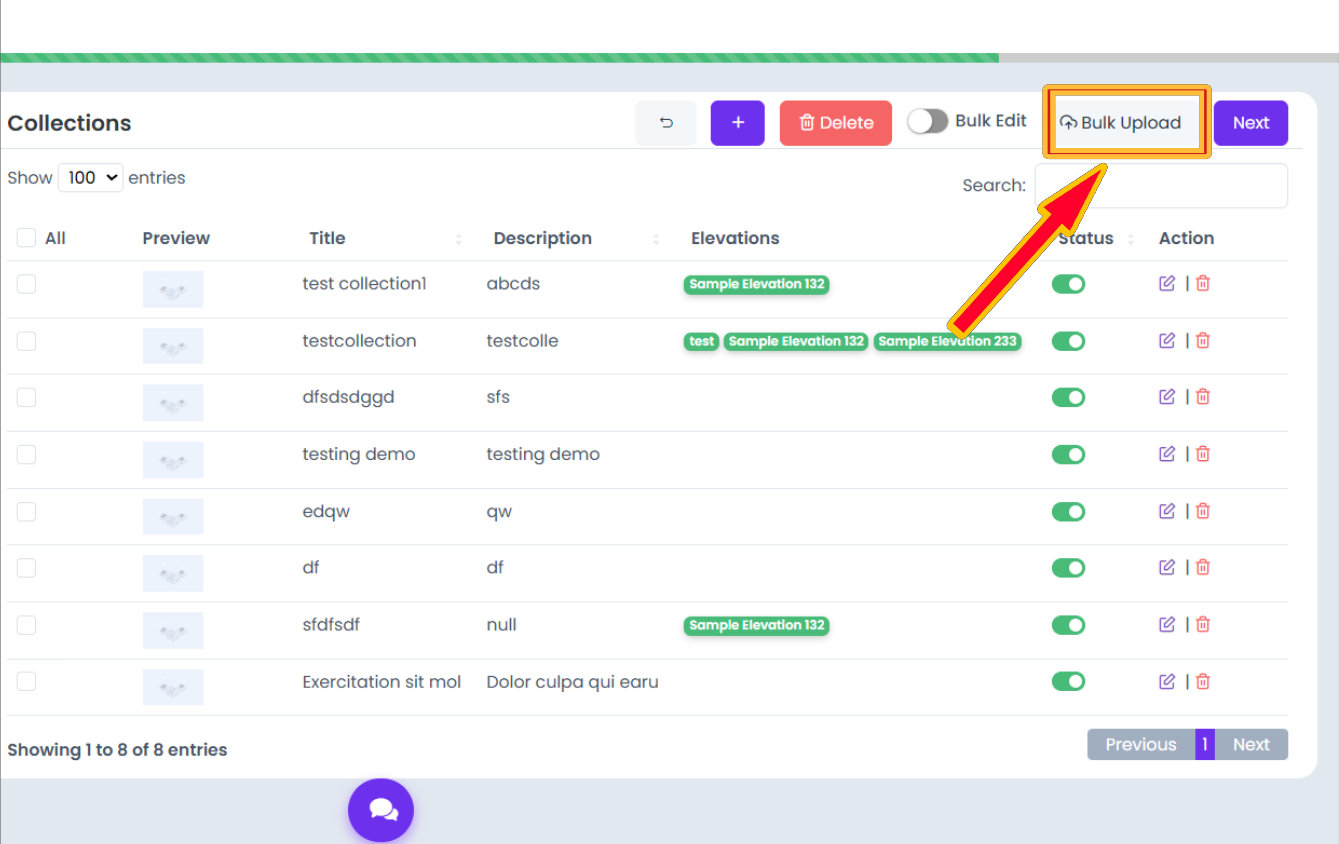 Collections + Delete Bulk Edit Bulk Upload Next
Show 100 entries Search:
All Preview Title Description Elevations Status Action
test collection1 abcds Sample Elevation 132 |
testcollection testcolle test Sample Elevation 132 Sample Elevation 233 |
dfsdsdggd sfs |
testing demo testing demo |
edqw qw |
df df |
sfdfsdf null Sample Elevation 132 |
Exercitation sit mol Dolor culpa qui earu |
Showing 1 to 8 of 8 entries Previous 1 Next